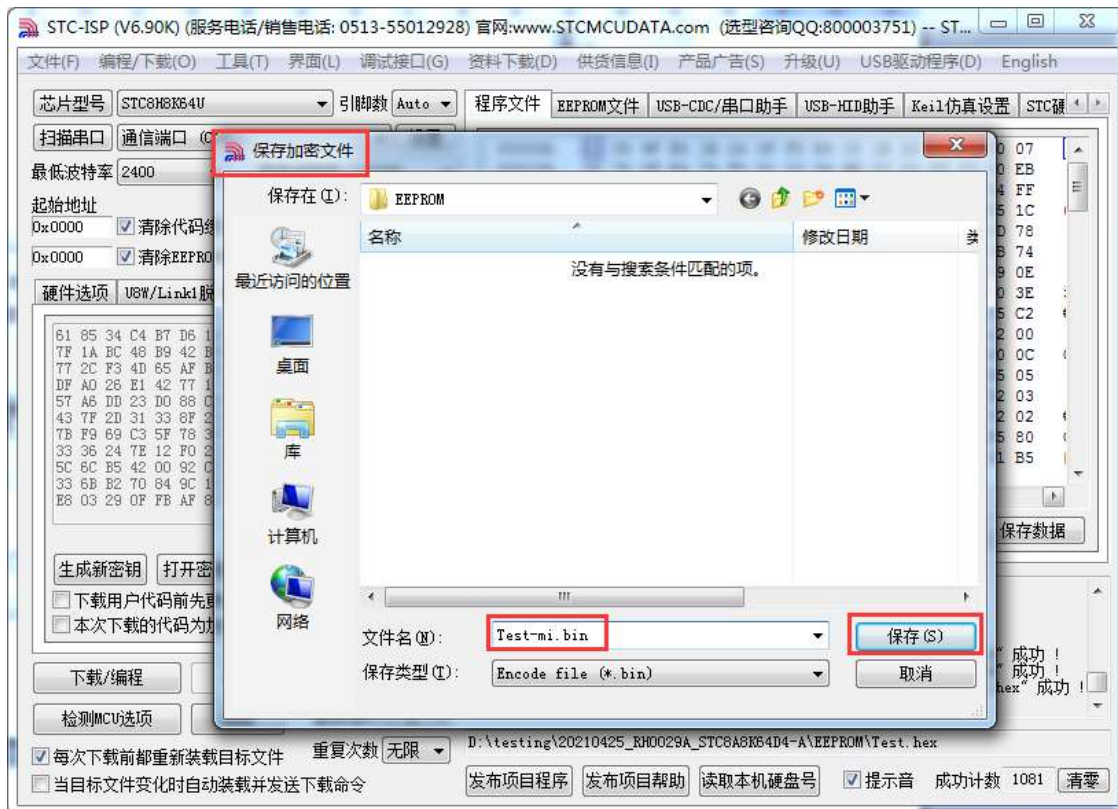 STC-ISP (V6.90K) (服务电话/销售电话: 0513-55012928) 官网:www.STCMCUDATA.com (选型咨询QQ:800003751) -- ST...
文件(F) 编程/下载(O) 工具(T) 界面(L) 调试接口(G) 资料下载(D) 供货信息(I) 产品广告(S) 升级(U) USB驱动程序(D) English
芯片型号 STC8H8K64U 引脚数 Auto 程序文件 EEPROM文件 USB-CDC/串口助手 USB-HID助手 Keil仿真设置
扫描串口 通信端口
最低波特率 2400
起始地址
0x0000 清除代码
0x0000 清除EEPRO
硬件选项 U8W/Link1脱
61 85 34 C4 B7 D6 1
7F 1A BC 48 B9 42 B
77 2C F3 4D 65 AF B
DF A0 26 E1 42 77 1
57 A6 DD 23 D0 88 C
43 7F 2D 31 33 8F 2
7B F9 69 C3 5F 78 3
33 36 24 7E 12 F0 2
5C 6C B5 42 00 92 C
33 6B B2 70 84 9C 1
E8 03 29 0F FB AF 8
生成新密钥 打开密
下载用户代码前先
本次下载的代码为
下载/编程
检测MCU选项
每次下载前都重新装载目标文件 重复次数 无限
当目标文件变化时自动装载并发送下载命令
保存加密文件
保存在(I): EEPROM
名称 修改日期
没有与搜索条件匹配的项。
最近访问的位置
桌面
库
计算机
网络
文件名(N): Test-mi.bin 保存(S)
保存类型(T): Encode file (*.bin) 取消
07
EB
FF
1C
78
74
0E
3E
C2
00
0C
05
03
02
80
B5
保存数据
成功 !
成功 !
hex" 成功 !
D:\testing\20210425_RH0029A_STC8A8K64D4-A\EEPROM\Test.hex
发布项目程序 发布项目帮助 读取本机硬盘号 提示音 成功计数 1081 清零